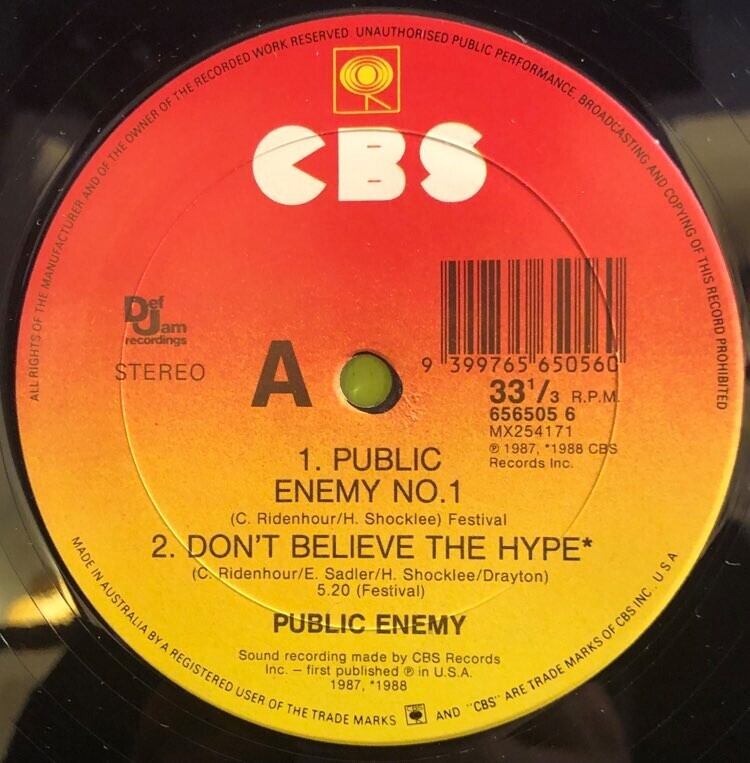 ALL RIGHTS OF THE MANUFACTURER AND OF THE OWNER OF THE RECORDED WORK RESERVED UNAUTHORISED PUBLIC PERFORMANCE, BROADCASTING AND COPYING OF THIS RECORD PROHIBITED
CBS
Def
Jam
recordings
STEREO
A
9 399765 650560
33 1/3 R.P.M.
656505 6
MX254171
℗ 1987, *1988 CBS
Records Inc.
1. PUBLIC
ENEMY NO.1
(C. Ridenhour/H. Shocklee) Festival
2. DON'T BELIEVE THE HYPE*
(C. Ridenhour/E. Sadler/H. Shocklee/Drayton)
5.20 (Festival)
PUBLIC ENEMY
Sound recording made by CBS Records
Inc. – first published ℗ in U.S.A.
1987, *1988
MADE IN AUSTRALIA BY A REGISTERED USER OF THE TRADE MARKS CBS AND "CBS" ARE TRADE MARKS OF CBS INC. U S A